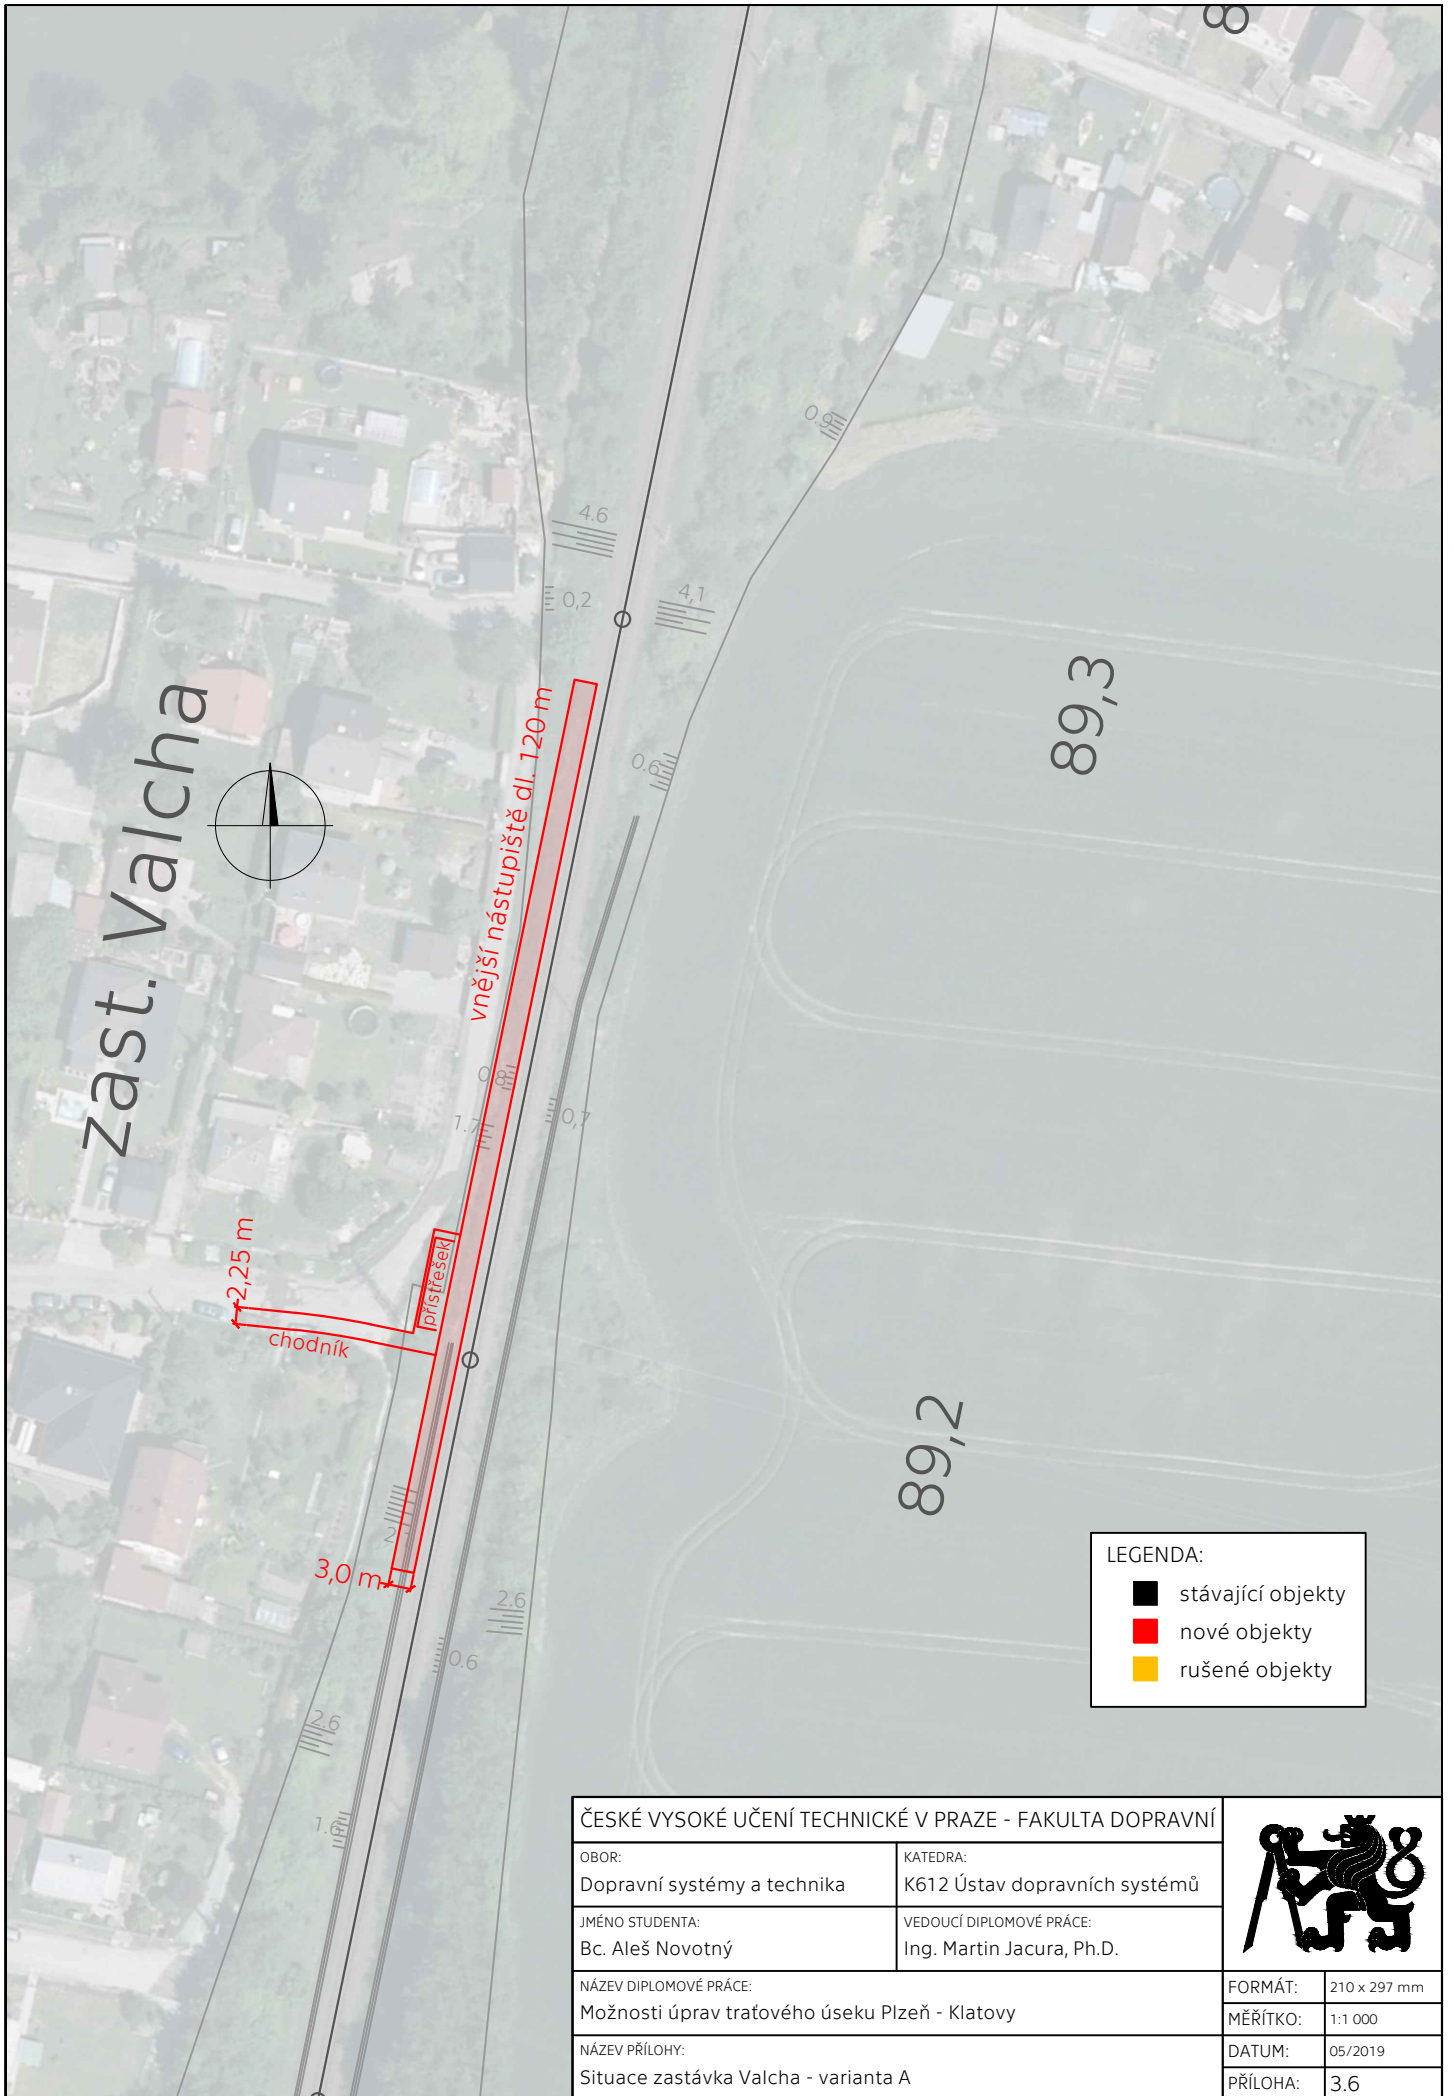 8
0.9
4.6
0,2
4,1
89,3
zast. Valcha
vnější nástupiště dl. 120 m
0.6
0.8
1.7
0,7
2,25 m
přístřešek
chodník
89,2
2
3,0 m
2.6
0.6
2.6
1.6
LEGENDA:
stávající objekty
nové objekty
rušené objekty
ČESKÉ VYSOKÉ UČENÍ TECHNICKÉ V PRAZE - FAKULTA DOPRAVNÍ
OBOR:
Dopravní systémy a technika
KATEDRA:
K612 Ústav dopravních systémů
JMÉNO STUDENTA:
Bc. Aleš Novotný
VEDOUCÍ DIPLOMOVÉ PRÁCE:
Ing. Martin Jacura, Ph.D.
NÁZEV DIPLOMOVÉ PRÁCE:
Možnosti úprav traťového úseku Plzeň - Klatovy
NÁZEV PŘÍLOHY:
Situace zastávka Valcha - varianta A
FORMÁT:
210 x 297 mm
MĚŘÍTKO:
1:1 000
DATUM:
05/2019
PŘÍLOHA:
3.6